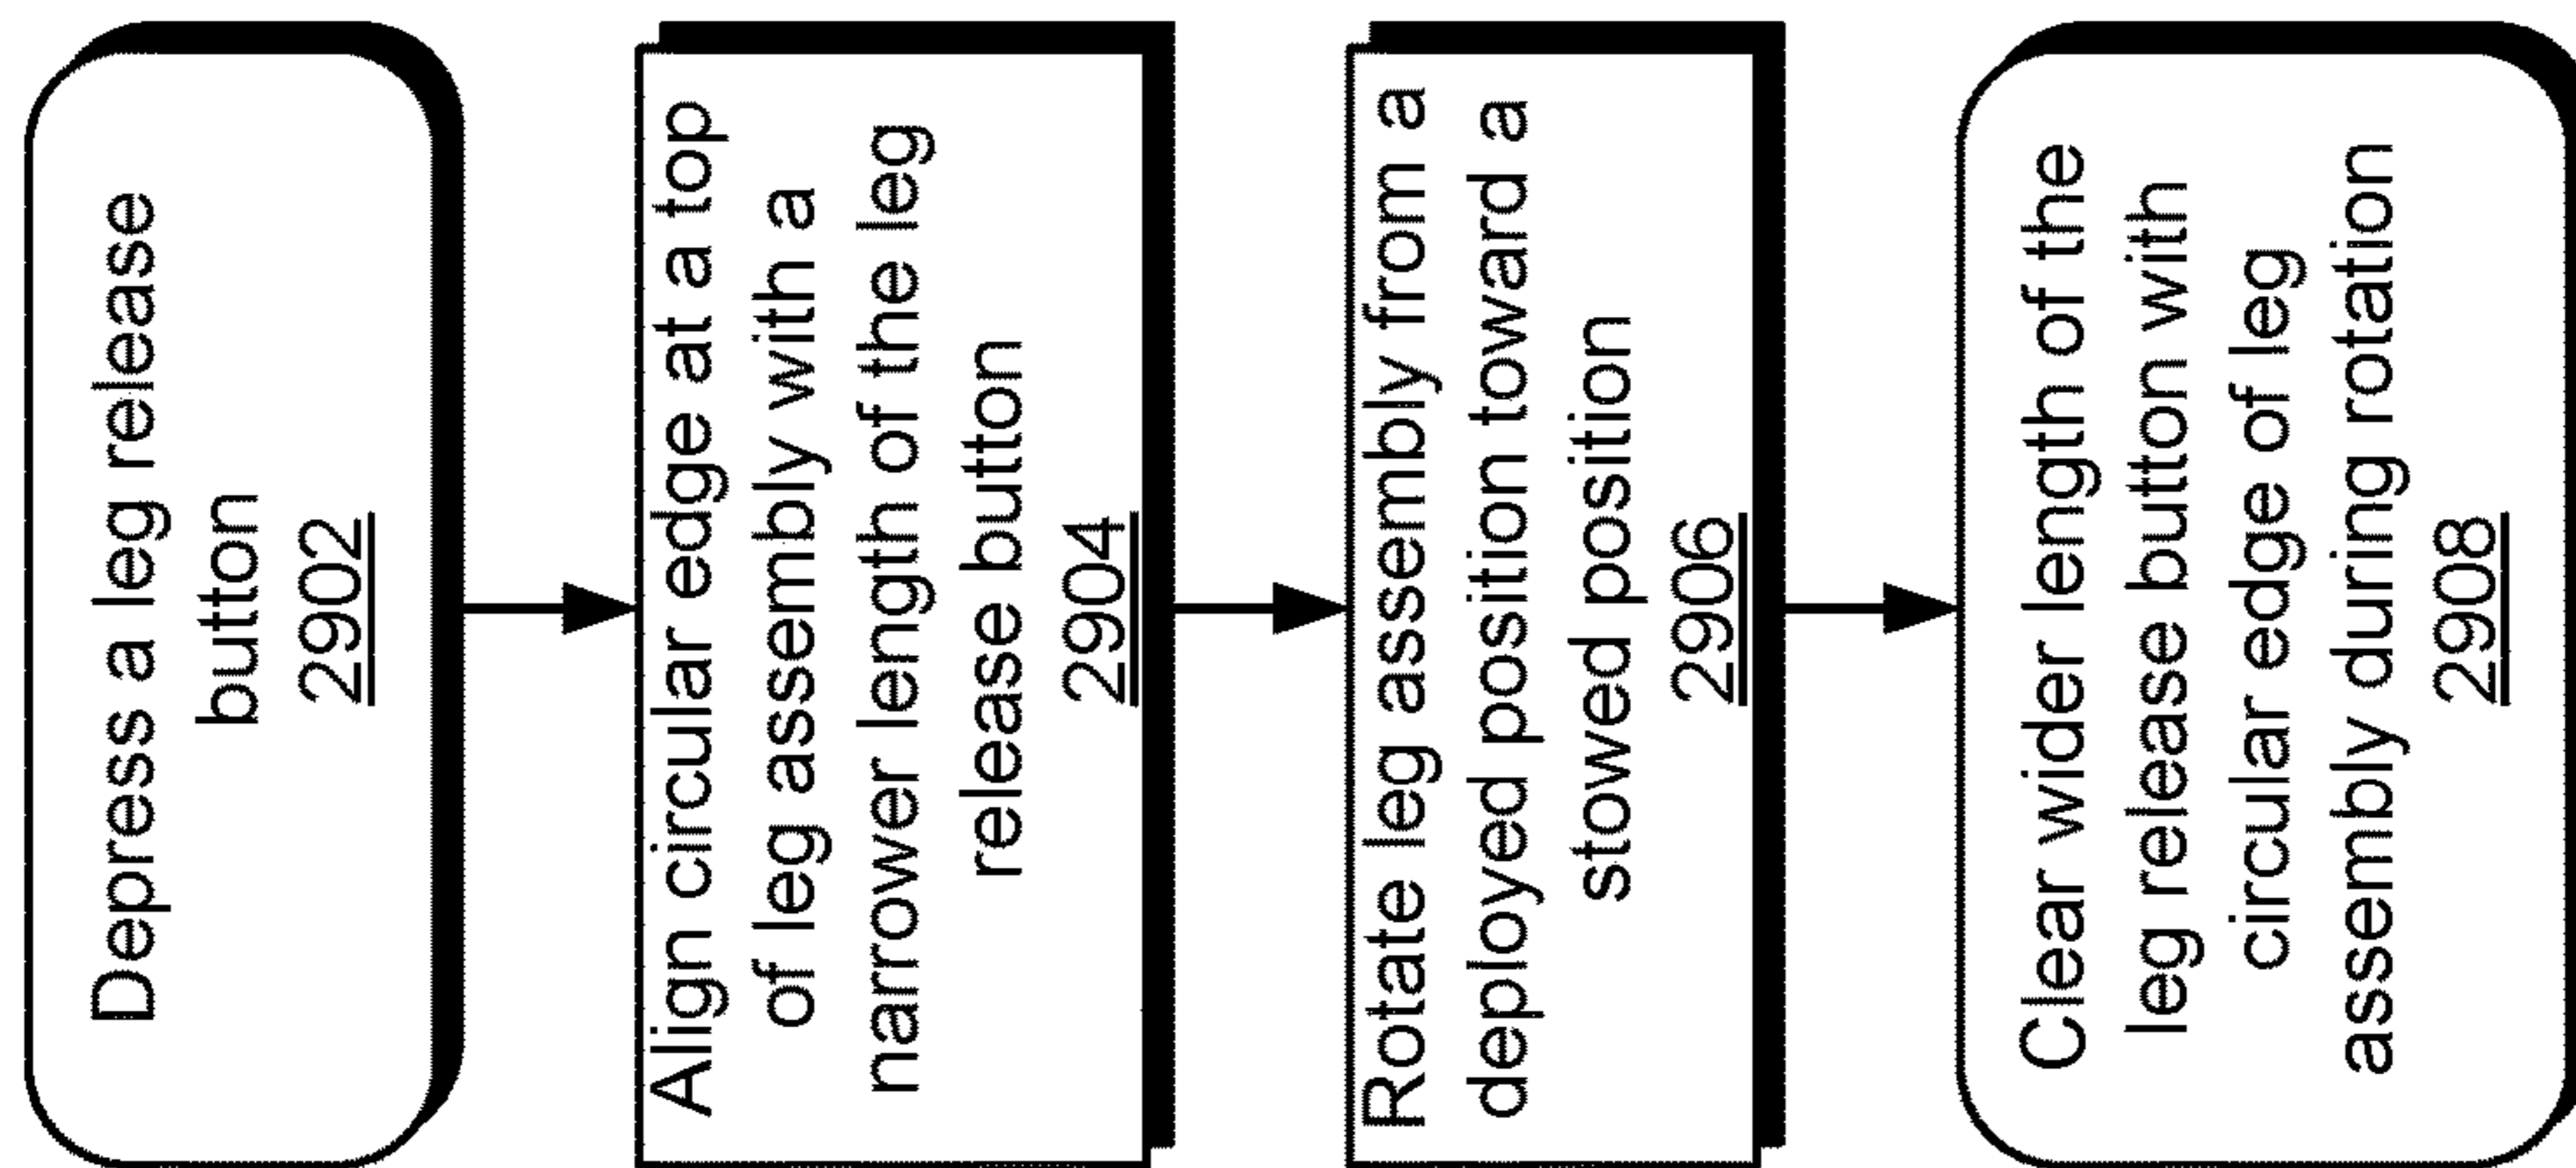 Depress a leg release
button
2902
Align circular edge at a top
of leg assembly with a
narrower length of the leg
release button
2904
Rotate leg assembly from a
deployed position toward a
stowed position
2906
Clear wider length of the
leg release button with
circular edge of leg
assembly during rotation
2908